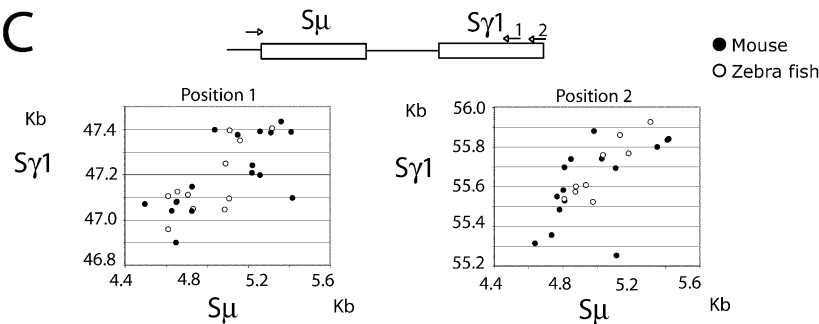 C
Sμ
Sγ1
1 2
Mouse
Zebra fish
Position 1
Kb
Sγ1
47.4
47.2
47.0
46.8
4.4 4.8 5.2 5.6
Sμ
Kb
Position 2
Kb
Sγ1
56.0
55.8
55.6
55.4
55.2
4.4 4.8 5.2 5.6
Sμ
Kb